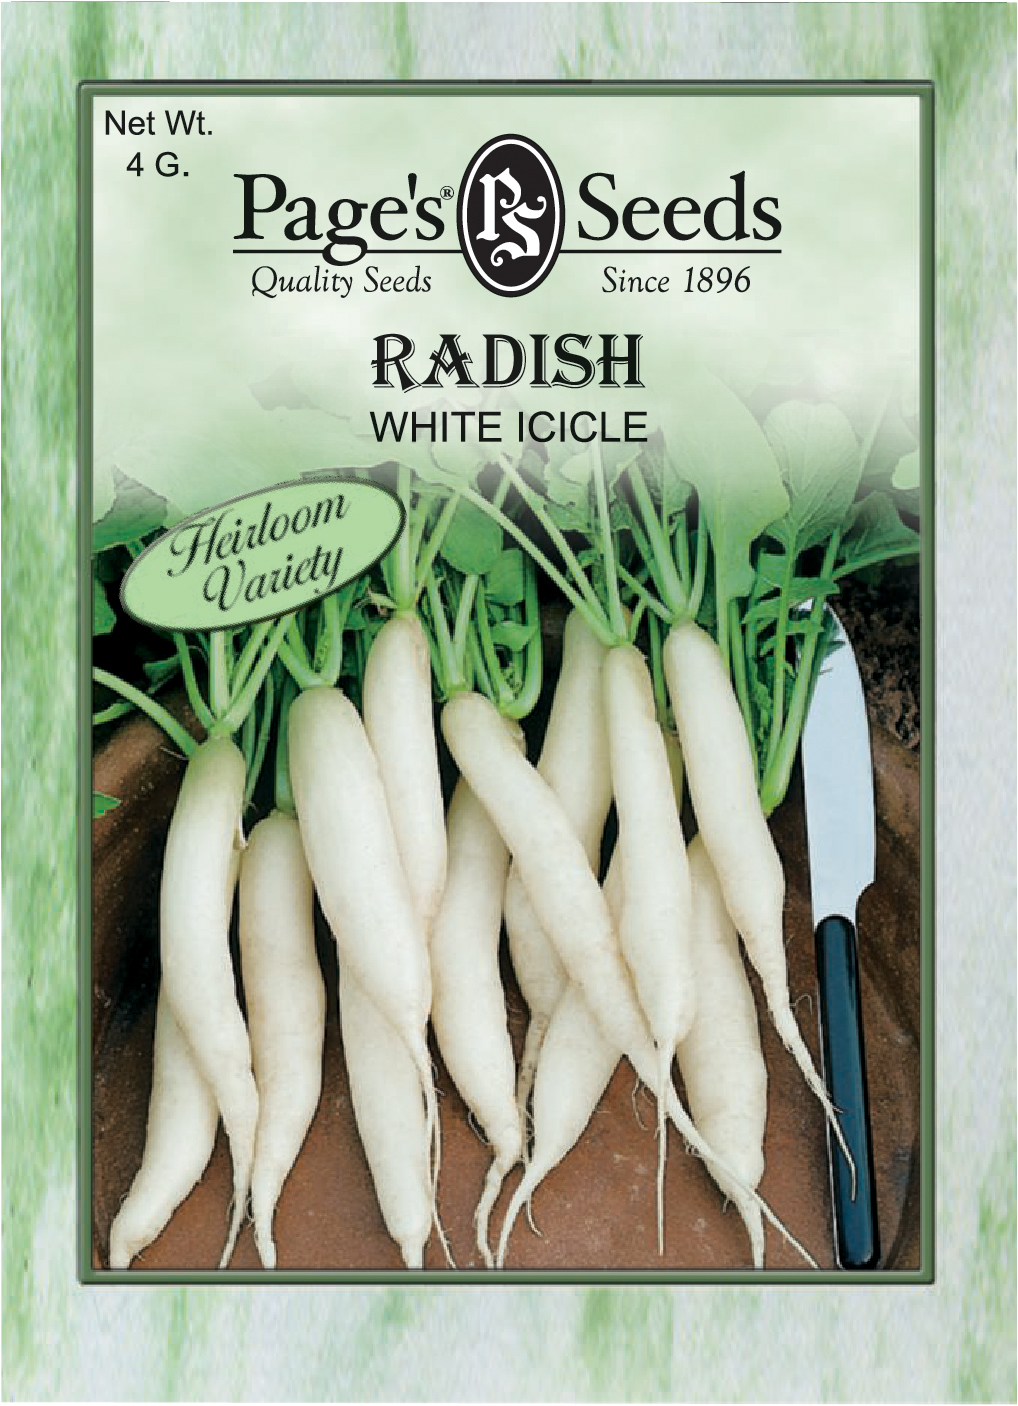 Net Wt.
4 G.
Page's® PS Seeds
Quality Seeds Since 1896
RADISH
WHITE ICICLE
Heirloom
Variety